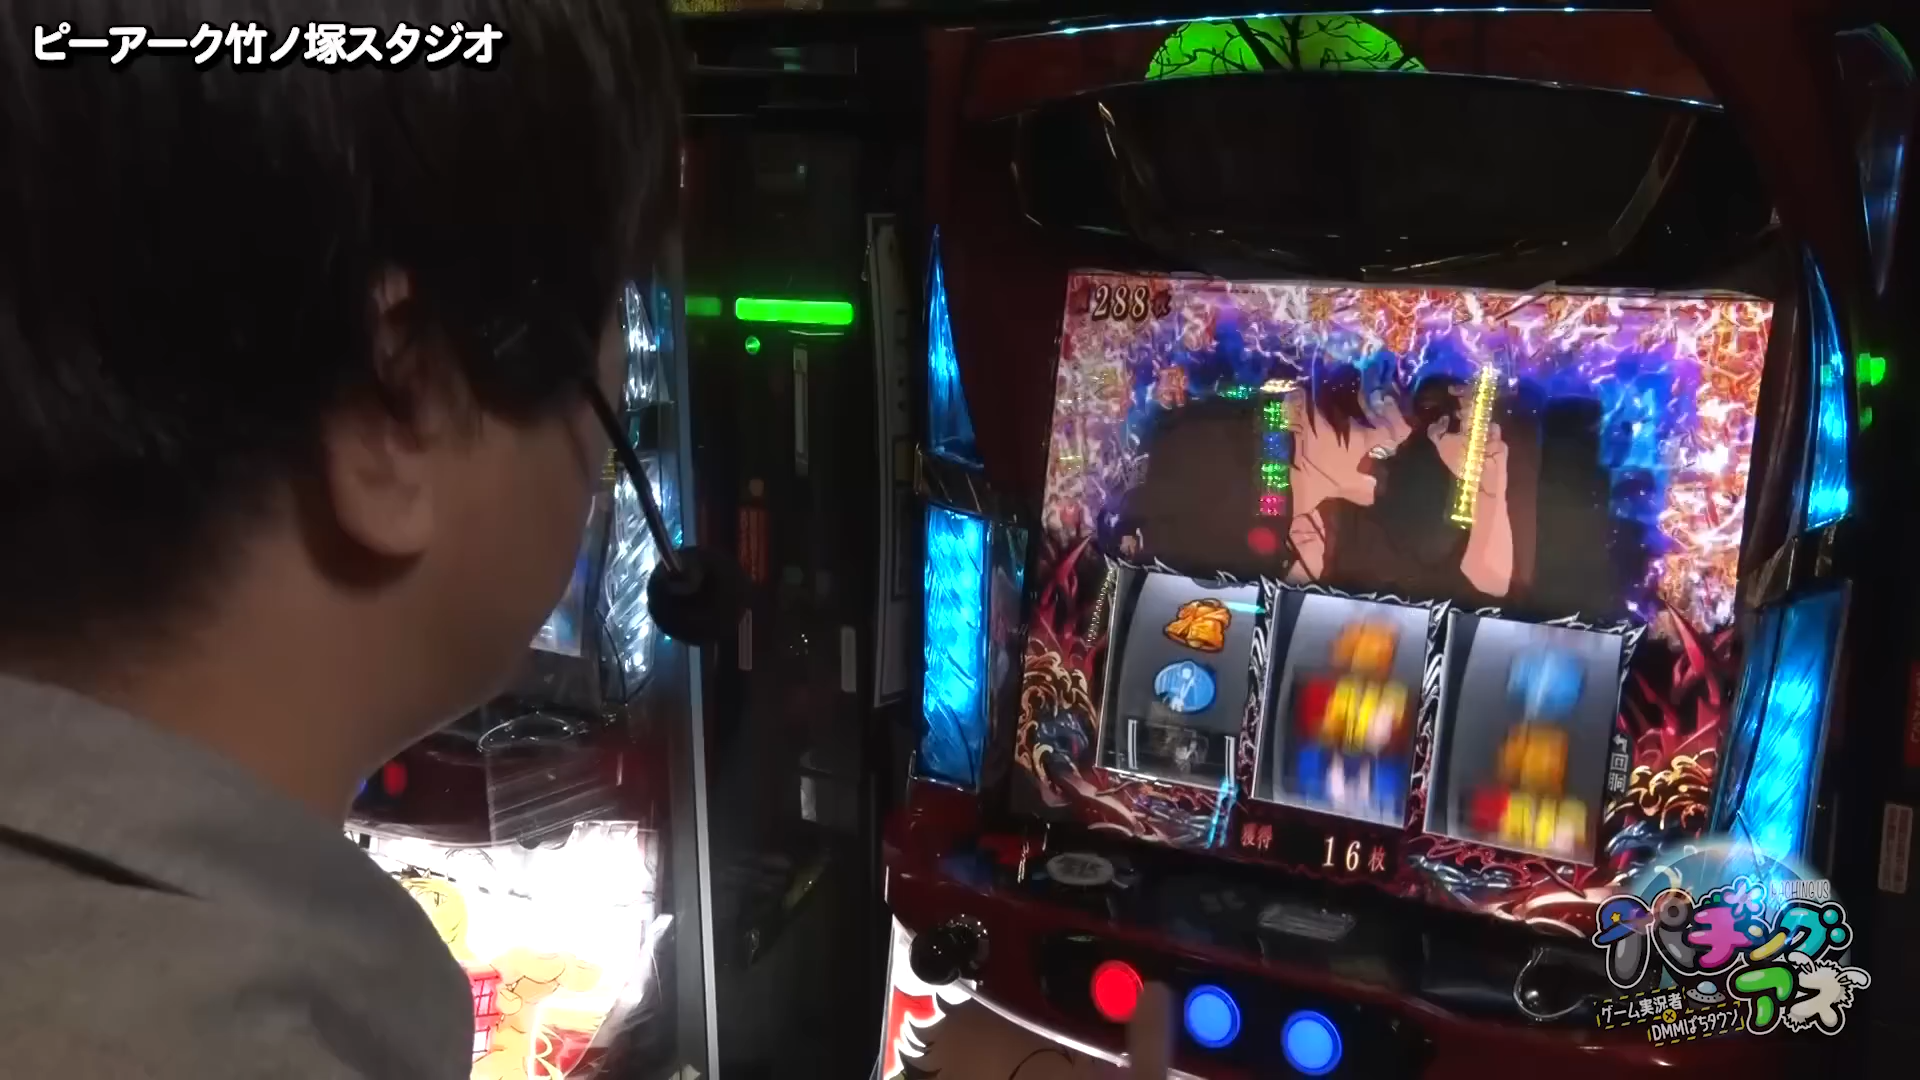 ピーアーク竹ノ塚スタジオ
288枚
獲得 16枚
PACHINGUS
パチングアス
ゲーム実況者
×
DMMぱちタウン